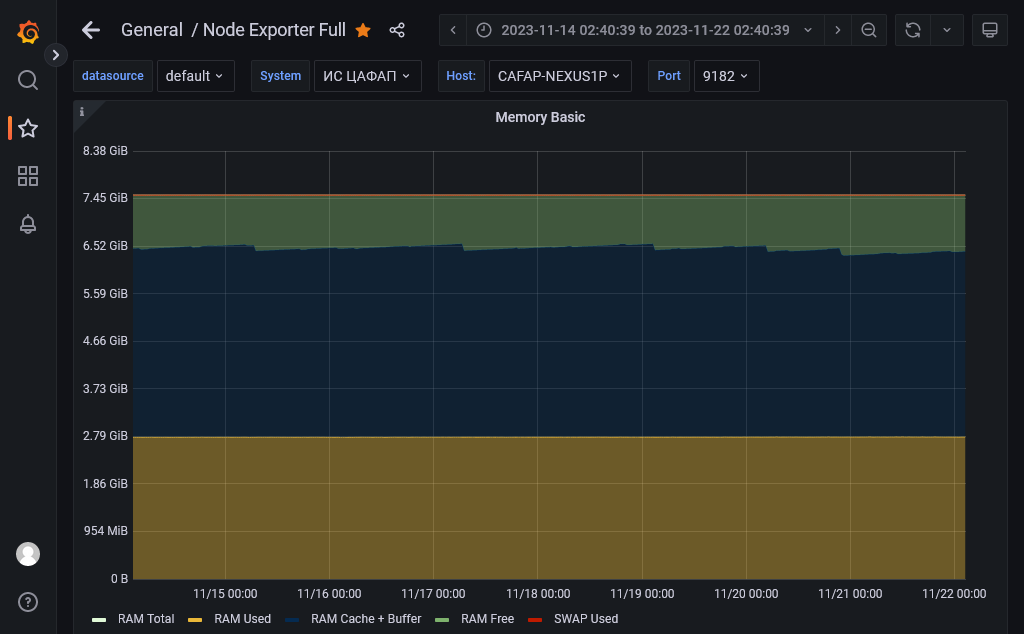 General / Node Exporter Full
2023-11-14 02:40:39 to 2023-11-22 02:40:39
datasource default System ИС ЦАФАП Host: CAFAP-NEXUS1P Port 9182
i
Memory Basic
8.38 GiB
7.45 GiB
6.52 GiB
5.59 GiB
4.66 GiB
3.73 GiB
2.79 GiB
1.86 GiB
954 MiB
0 B
11/15 00:00 11/16 00:00 11/17 00:00 11/18 00:00 11/19 00:00 11/20 00:00 11/21 00:00 11/22 00:00
RAM Total RAM Used RAM Cache + Buffer RAM Free SWAP Used